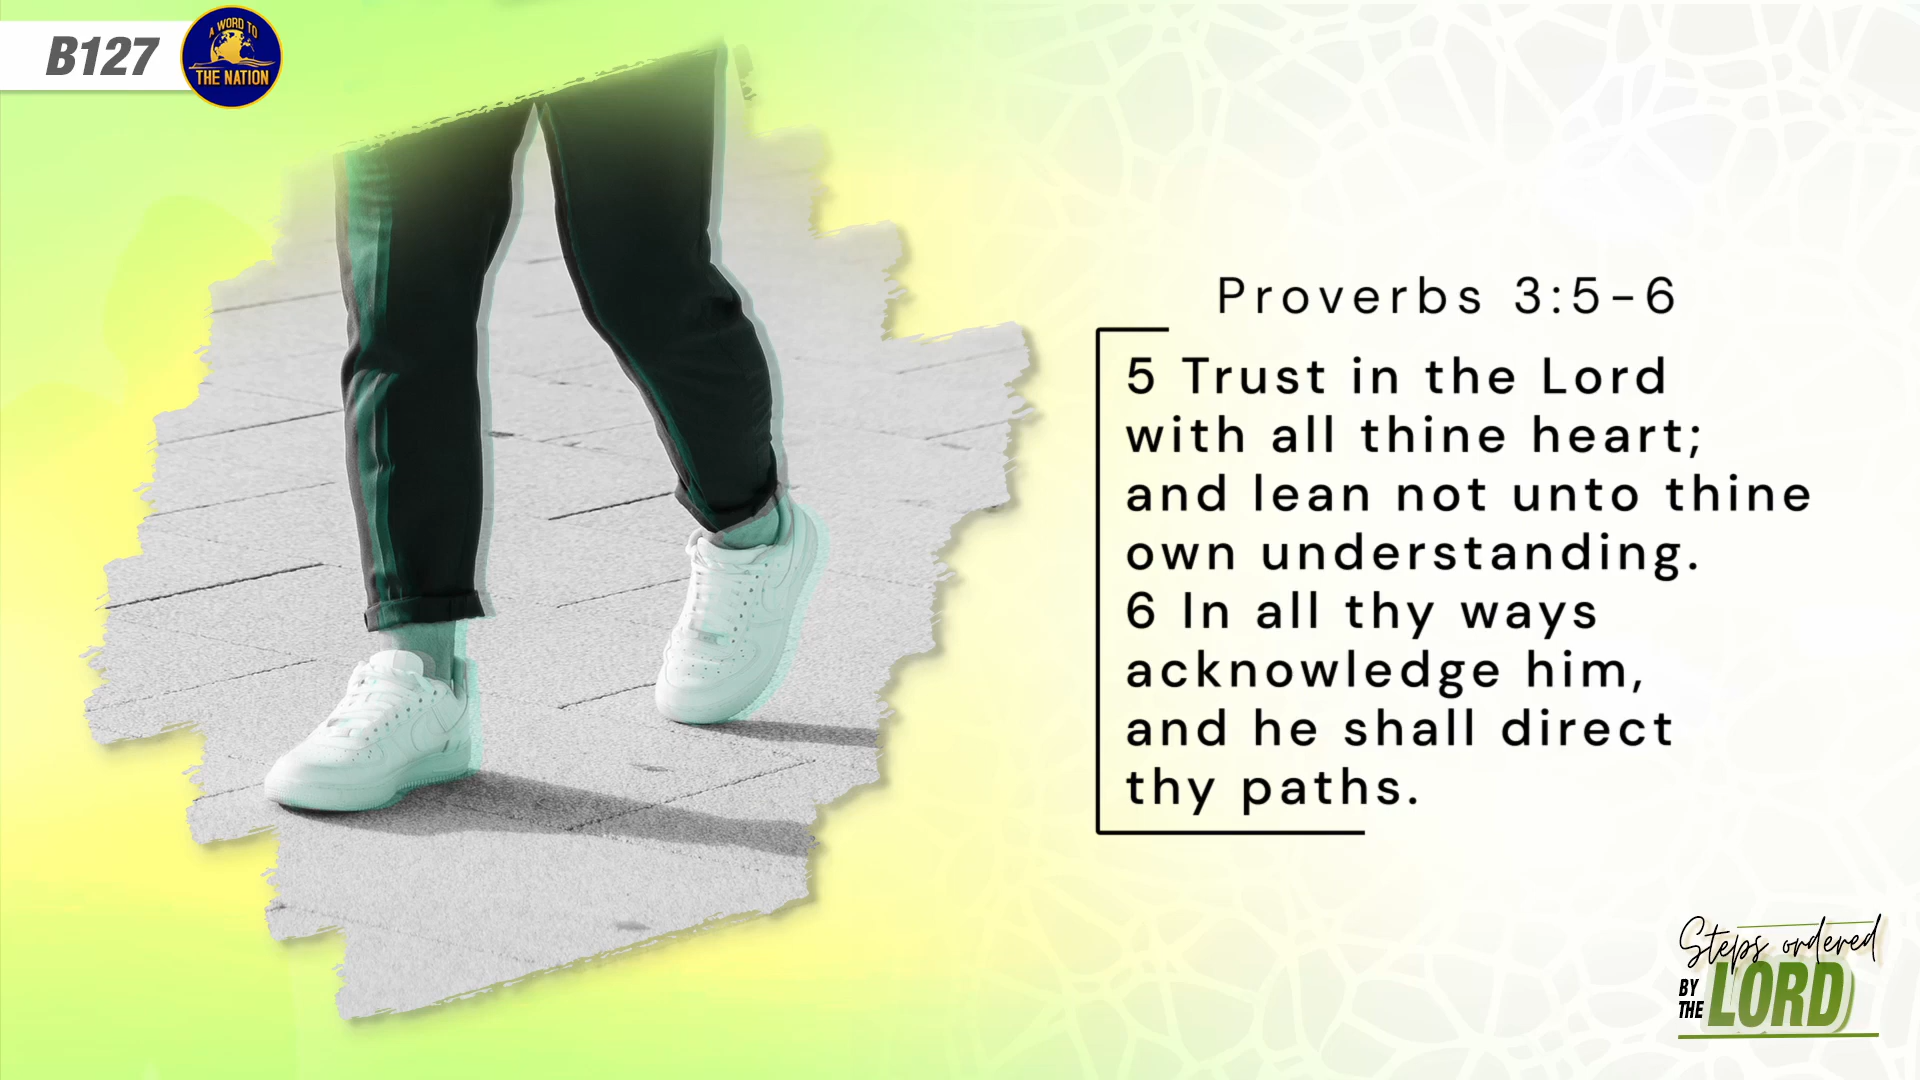 B127
A WORD TO
THE NATION
Proverbs 3:5-6
5 Trust in the Lord
with all thine heart;
and lean not unto thine
own understanding.
6 In all thy ways
acknowledge him,
and he shall direct
thy paths.
Steps ordered
BY THE LORD